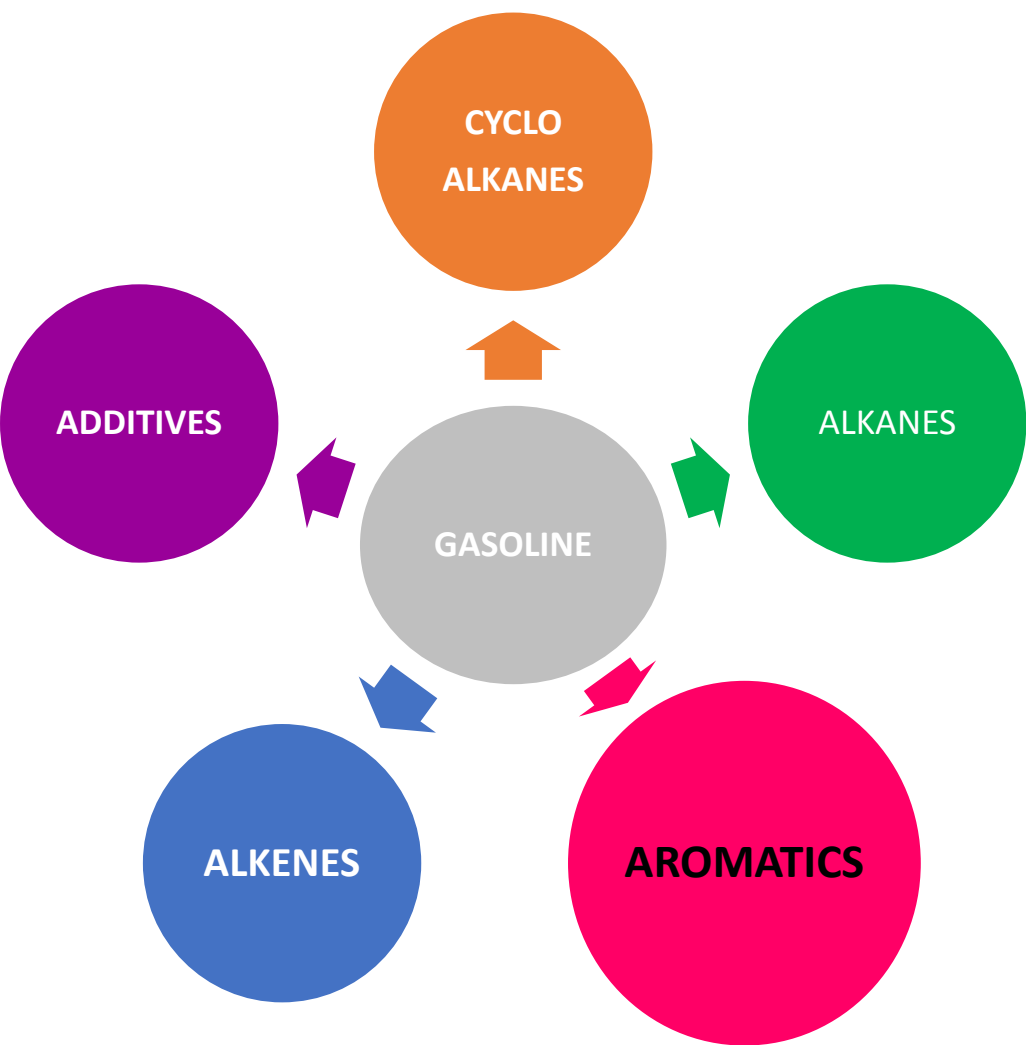 CYCLO
ALKANES
ADDITIVES
ALKANES
GASOLINE
ALKENES
AROMATICS